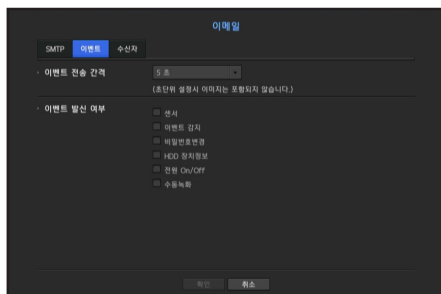 이메일
SMTP 이벤트 수신자
이벤트 전송 간격 5 초
(초단위 설정시 이미지는 포함되지 않습니다.)
이벤트 발신 여부
센서
이벤트 감지
비밀번호변경
HDD 장치정보
전원 On/Off
수동녹화
확인 취소